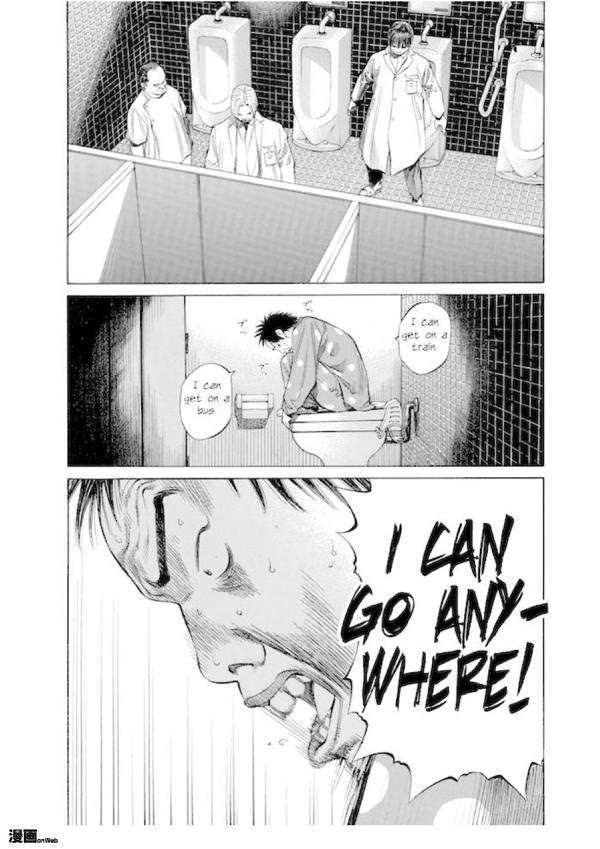 I can
get on a
train.
I can
get on a
bus.
I CAN
GO ANY-
WHERE!
漫画onWeb